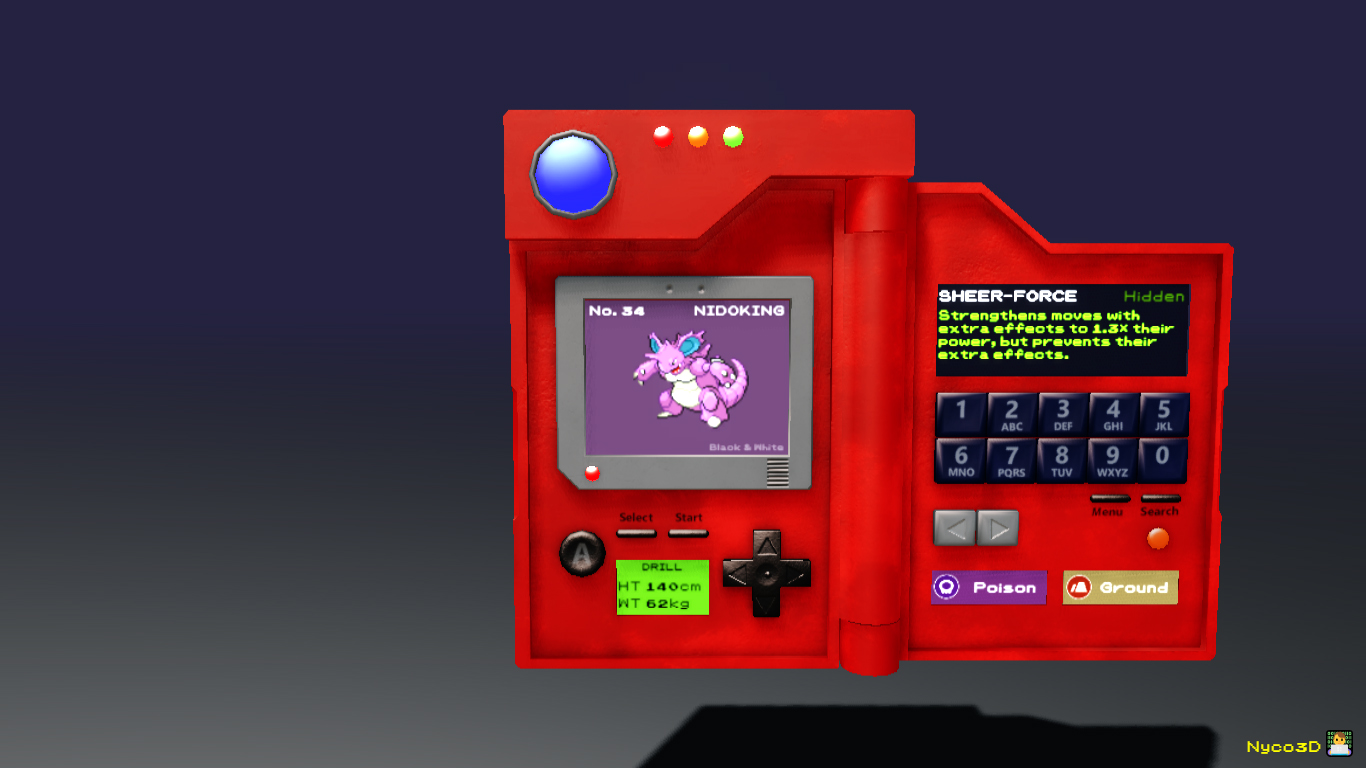 No. 34 NIDOKING
Black & White
Select Start
A
DRILL
HT 140cm
WT 62kg
SHEER-FORCE Hidden
Strengthens moves with
extra effects to 1.3× their
power, but prevents their
extra effects.
1 2 3 4 5
ABC DEF GHI JKL
6 7 8 9 0
MNO PQRS TUV WXYZ
Menu Search
Poison Ground
Nyco3D